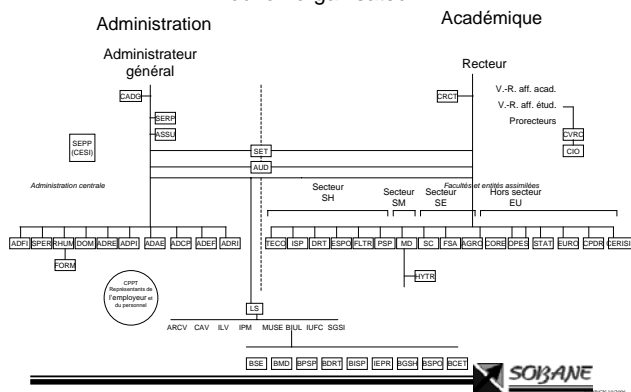 Administration
Académique
Administrateur
général
Recteur
CADG
CRCT
V.-R. aff. acad.
V.-R. aff. étud.
Prorecteurs
SERP
ASSU
CVRC
CIO
SEPP
(CESI)
SET
AUD
Administration centrale
Facultés et entités assimilées
Secteur
SH
Secteur
SM
Secteur
SE
Hors secteur
EU
ADFI SPER RHUM DOM ADRE ADPI ADAE ADCP ADEF ADRI
TECO ISP DRT ESPO FLTR PSP MD SC FSA AGRO CORE OPES STAT EURO CPDR CERISI
FORM
HYTR
CPPT
Représentants de
l'employeur et
du personnel
LS
ARCV CAV ILV IPM MUSE BIUL IUFC SGSI
BSE BMD BPSP BDRT BISP IEPR BGSH BSPO BCET
SOBANE